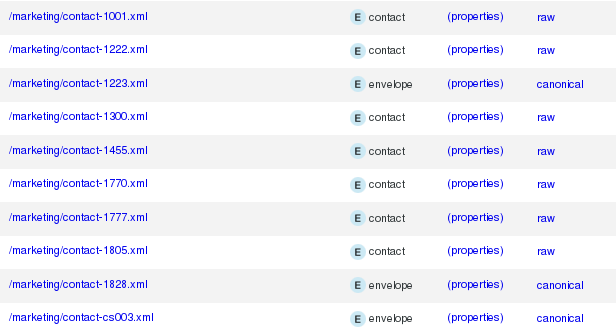 /marketing/contact-1001.xml E contact (properties) raw
/marketing/contact-1222.xml E contact (properties) raw
/marketing/contact-1223.xml E envelope (properties) canonical
/marketing/contact-1300.xml E contact (properties) raw
/marketing/contact-1455.xml E contact (properties) raw
/marketing/contact-1770.xml E contact (properties) raw
/marketing/contact-1777.xml E contact (properties) raw
/marketing/contact-1805.xml E contact (properties) raw
/marketing/contact-1828.xml E envelope (properties) canonical
/marketing/contact-cs003.xml E envelope (properties) canonical